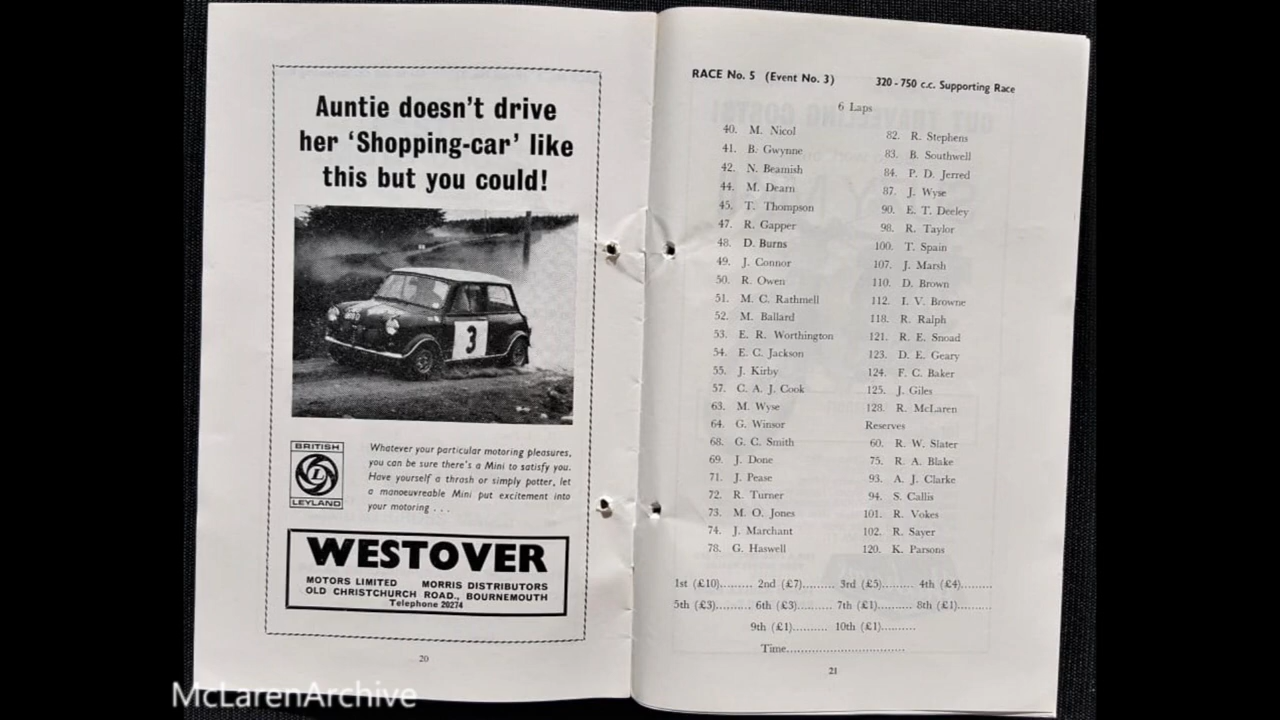 Auntie doesn't drive
her 'Shopping-car' like
this but you could!
3
BRITISH
L
LEYLAND
Whatever your particular motoring pleasures,
you can be sure there's a Mini to satisfy you.
Have yourself a thrash or simply potter, let
a manoeuvreable Mini put excitement into
your motoring . . .
WESTOVER
MOTORS LIMITED MORRIS DISTRIBUTORS
OLD CHRISTCHURCH ROAD., BOURNEMOUTH
Telephone 20274
20
RACE No. 5 (Event No. 3) 320 - 750 c.c. Supporting Race
6 Laps
40. M. Nicol
41. B. Gwynne
42. N. Beamish
44. M. Dearn
45. T. Thompson
47. R. Gapper
48. D. Burns
49. J. Connor
50. R. Owen
51. M. C. Rathmell
52. M. Ballard
53. E. R. Worthington
54. E. C. Jackson
55. J. Kirby
57. C. A. J. Cook
63. M. Wyse
64. G. Winsor
68. G. C. Smith
69. J. Done
71. J. Pease
72. R. Turner
73. M. O. Jones
74. J. Marchant
78. G. Haswell
82. R. Stephens
83. B. Southwell
84. P. D. Jerred
87. J. Wyse
90. E. T. Deeley
98. R. Taylor
100. T. Spain
107. J. Marsh
110. D. Brown
112. I. V. Browne
118. R. Ralph
121. R. E. Snoad
123. D. E. Geary
124. F. C. Baker
125. J. Giles
128. R. McLaren
Reserves
60. R. W. Slater
75. R. A. Blake
93. A. J. Clarke
94. S. Callis
101. R. Vokes
102. R. Sayer
120. K. Parsons
1st (£10)......... 2nd (£7)......... 3rd (£5)......... 4th (£4).........
5th (£3)......... 6th (£3)......... 7th (£1)......... 8th (£1).........
9th (£1)......... 10th (£1).........
Time..............................
21
McLarenArchive